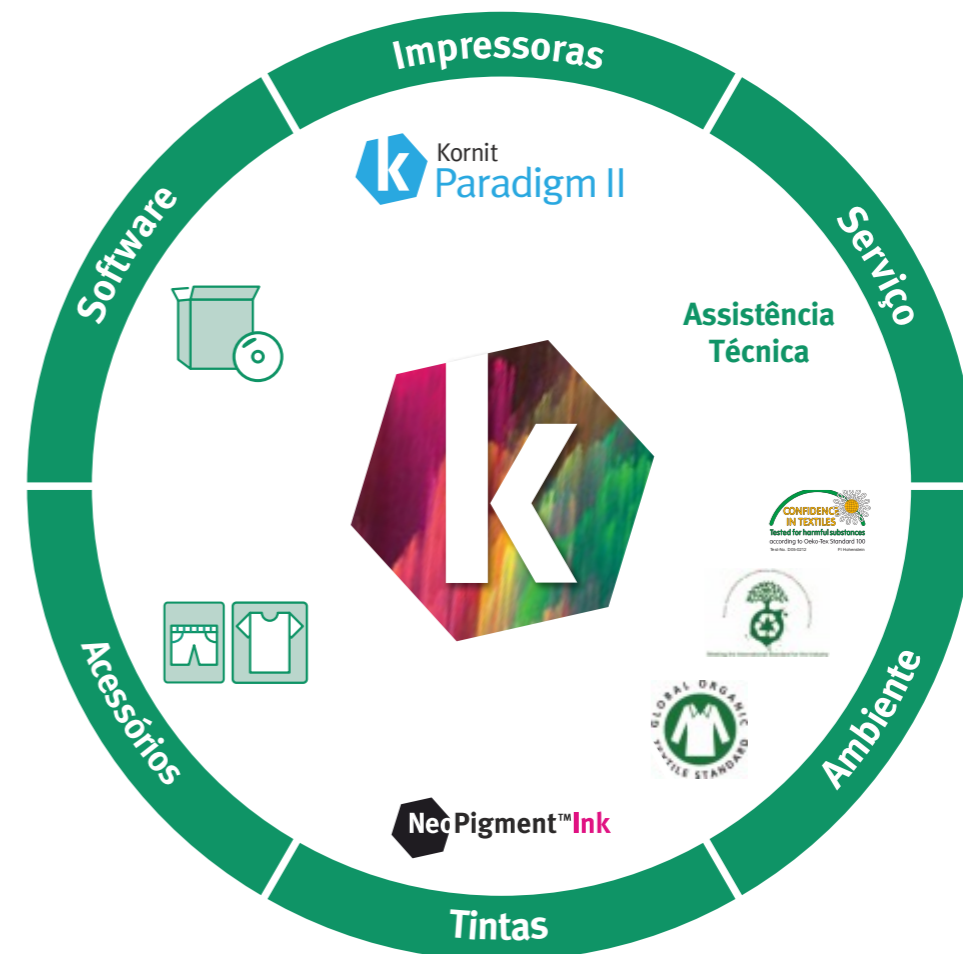 Impressoras
Kornit
Paradigm II
Software
Serviço
Assistência
Técnica
k
CONFIDENCE
IN TEXTILES
Tested for harmful substances
according to Oeko-Tex Standard 100
Acessórios
Ambiente
GLOBAL ORGANIC
TEXTILE STANDARD
NeoPigment™Ink
Tintas